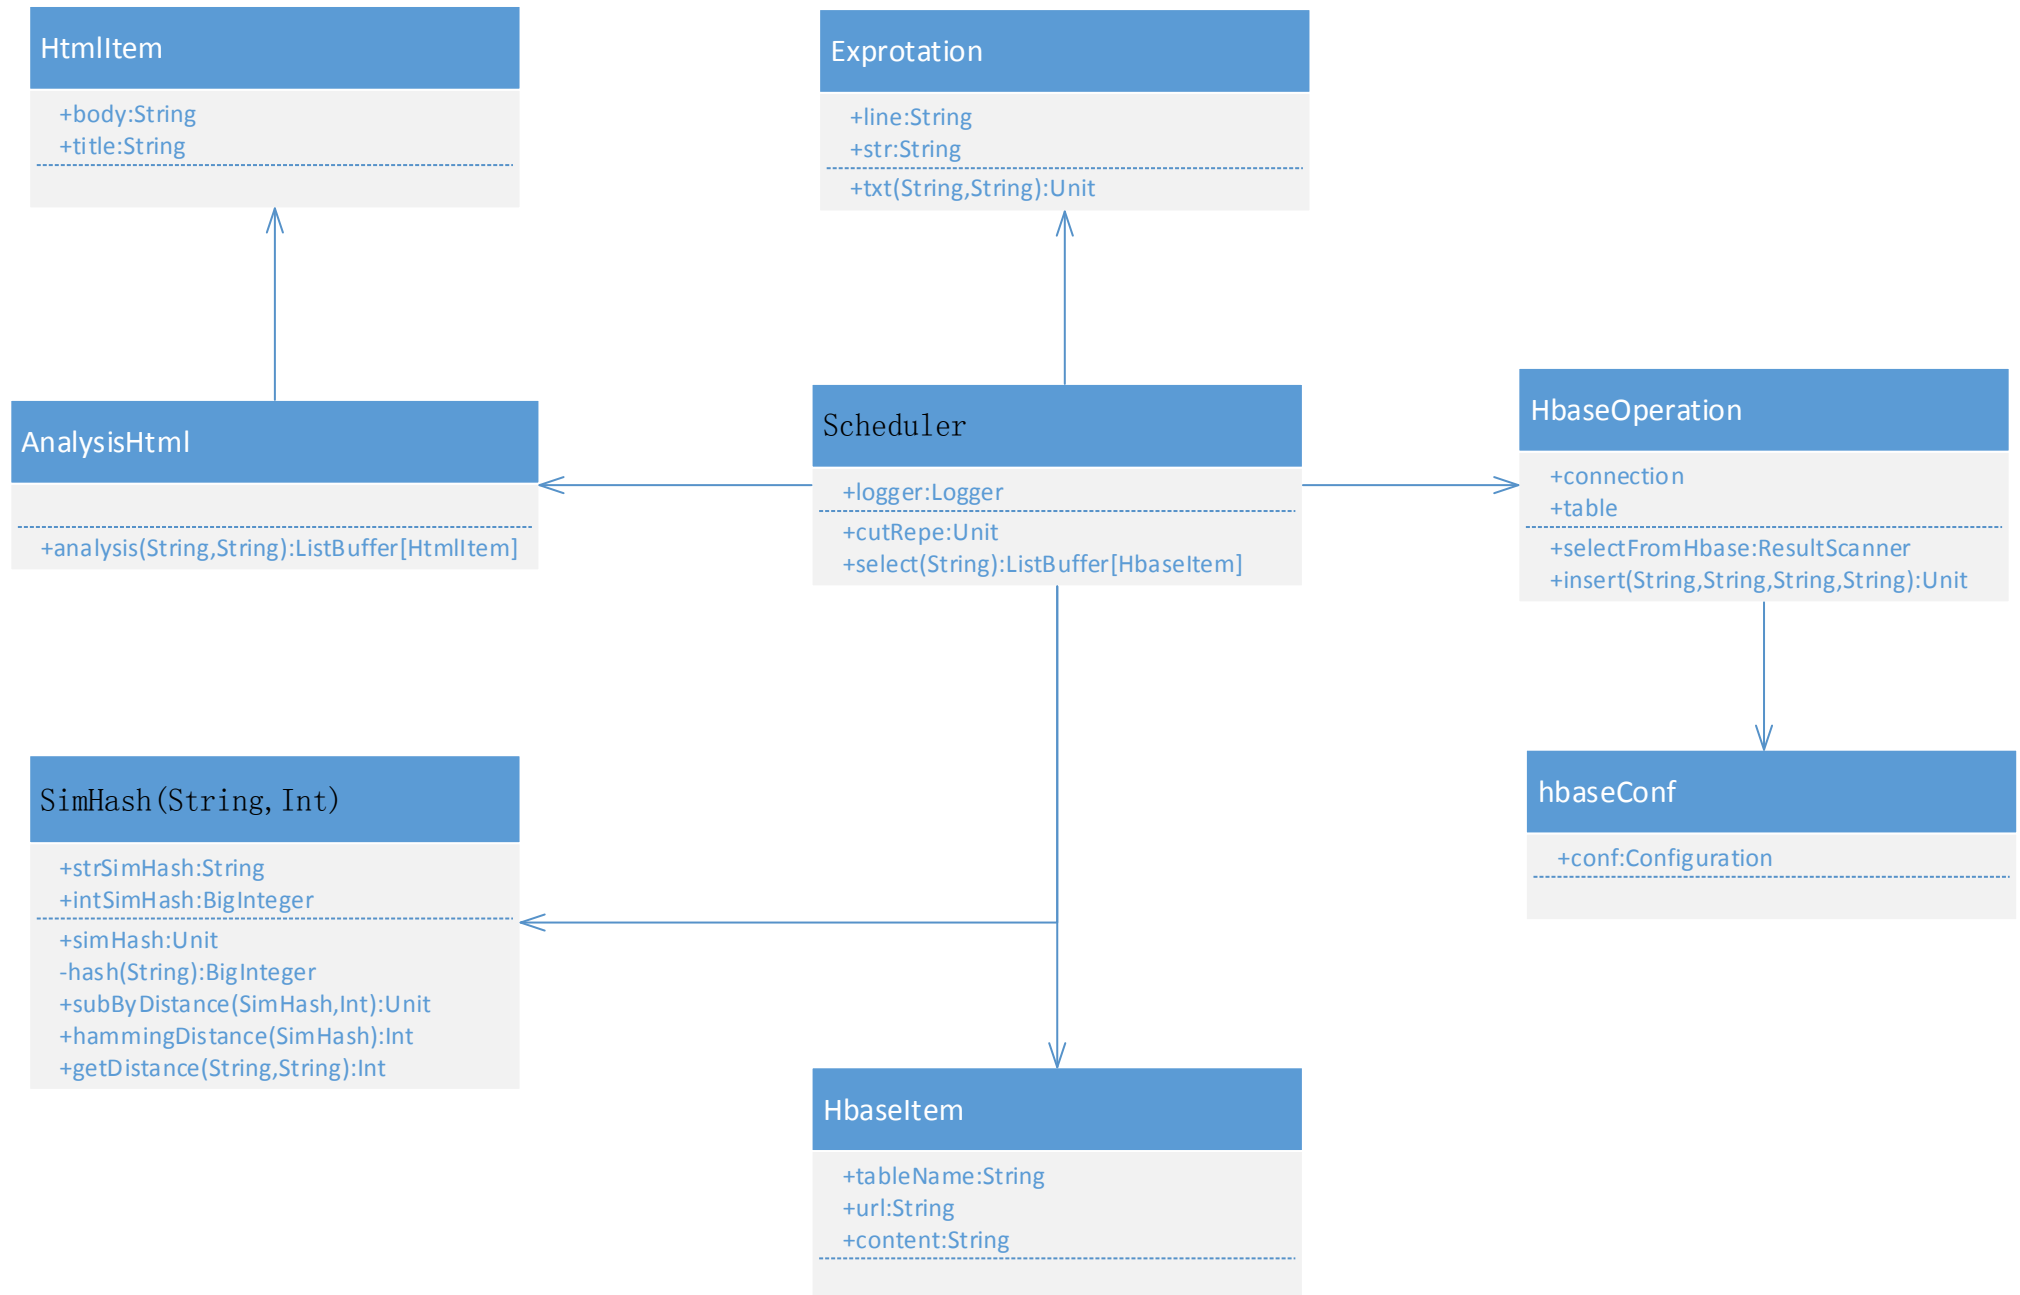 HtmlItem
+body:String
+title:String
Exprotation
+line:String
+str:String
+txt(String,String):Unit
AnalysisHtml
+analysis(String,String):ListBuffer[HtmlItem]
Scheduler
+logger:Logger
+cutRepe:Unit
+select(String):ListBuffer[HbaseItem]
HbaseOperation
+connection
+table
+selectFromHbase:ResultScanner
+insert(String,String,String,String):Unit
SimHash(String,Int)
+strSimHash:String
+intSimHash:BigInteger
+simHash:Unit
-hash(String):BigInteger
+subByDistance(SimHash,Int):Unit
+hammingDistance(SimHash):Int
+getDistance(String,String):Int
hbaseConf
+conf:Configuration
HbaseItem
+tableName:String
+url:String
+content:String